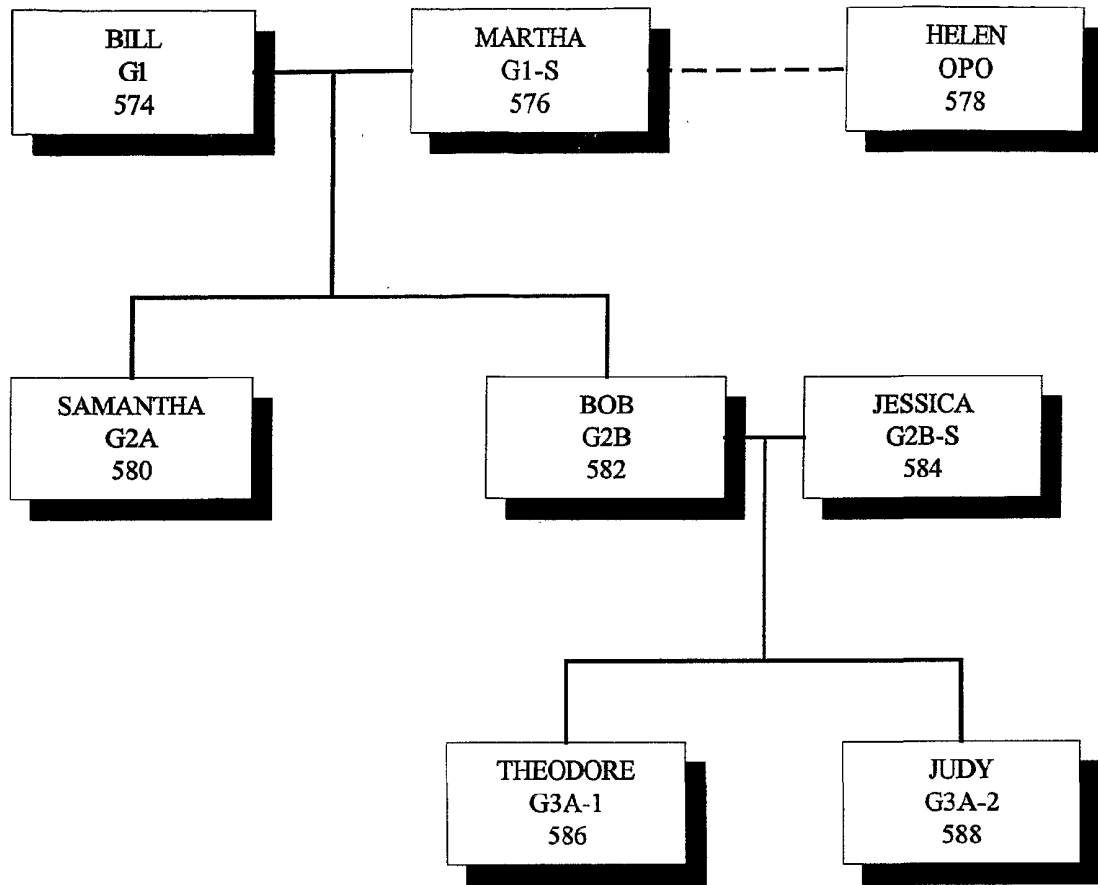 BILL
G1
574
MARTHA
G1-S
576
HELEN
OPO
578
SAMANTHA
G2A
580
BOB
G2B
582
JESSICA
G2B-S
584
THEODORE
G3A-1
586
JUDY
G3A-2
588